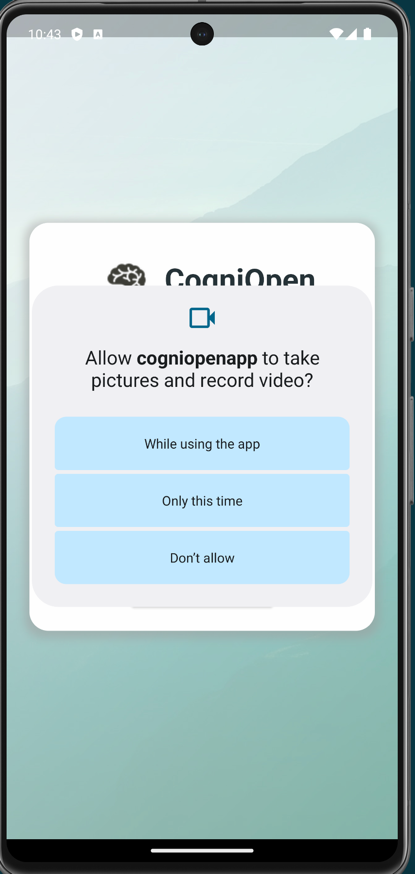 10:43
CogniOpen
Allow cogniopenapp to take
pictures and record video?
While using the app
Only this time
Don’t allow